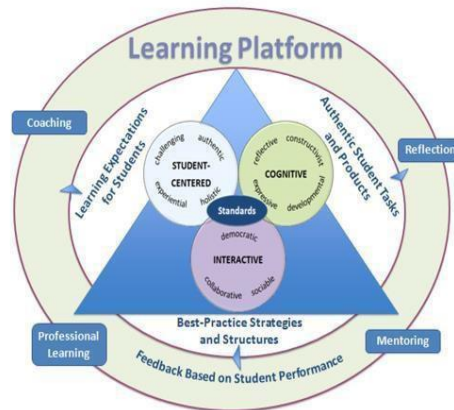 Learning Platform
Coaching
Learning Expectations
for Students
Authentic Student Tasks
and Products
Reflection
challenging authentic
STUDENT-
CENTERED
experiential holistic
reflective constructivist
COGNITIVE
expressive developmental
Standards
democratic
INTERACTIVE
collaborative sociable
Professional
Learning
Best-Practice Strategies
and Structures
Mentoring
Feedback Based on Student Performance